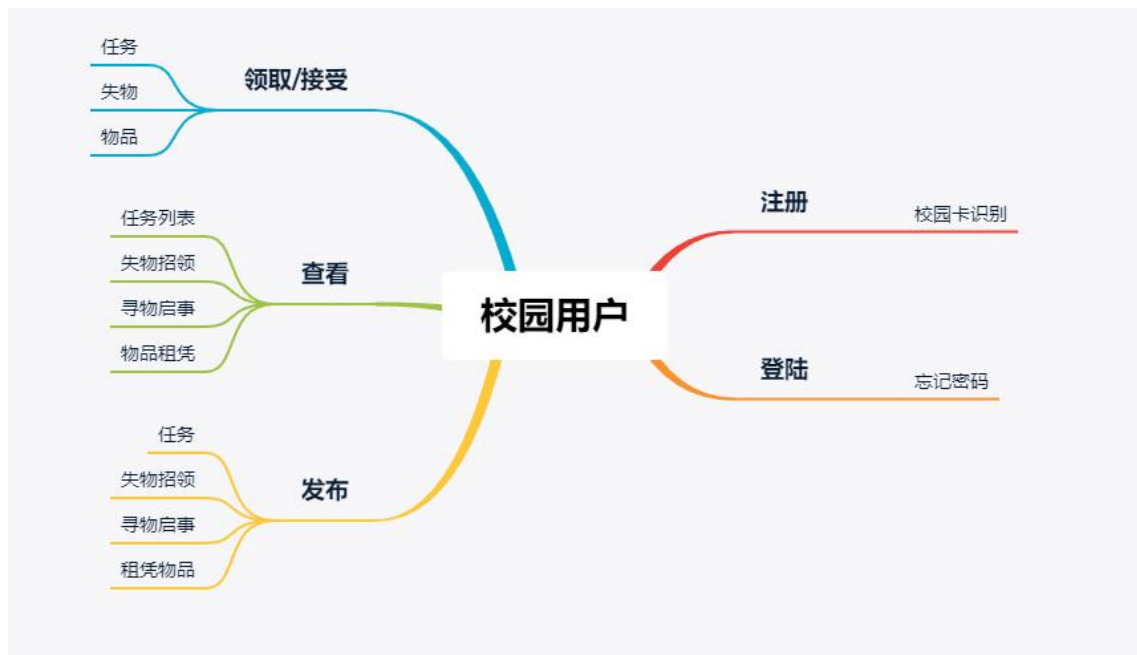 任务
领取/接受
失物
物品
任务列表
失物招领
查看
寻物启事
物品租凭
任务
失物招领
发布
寻物启事
租凭物品
校园用户
注册
校园卡识别
登陆
忘记密码